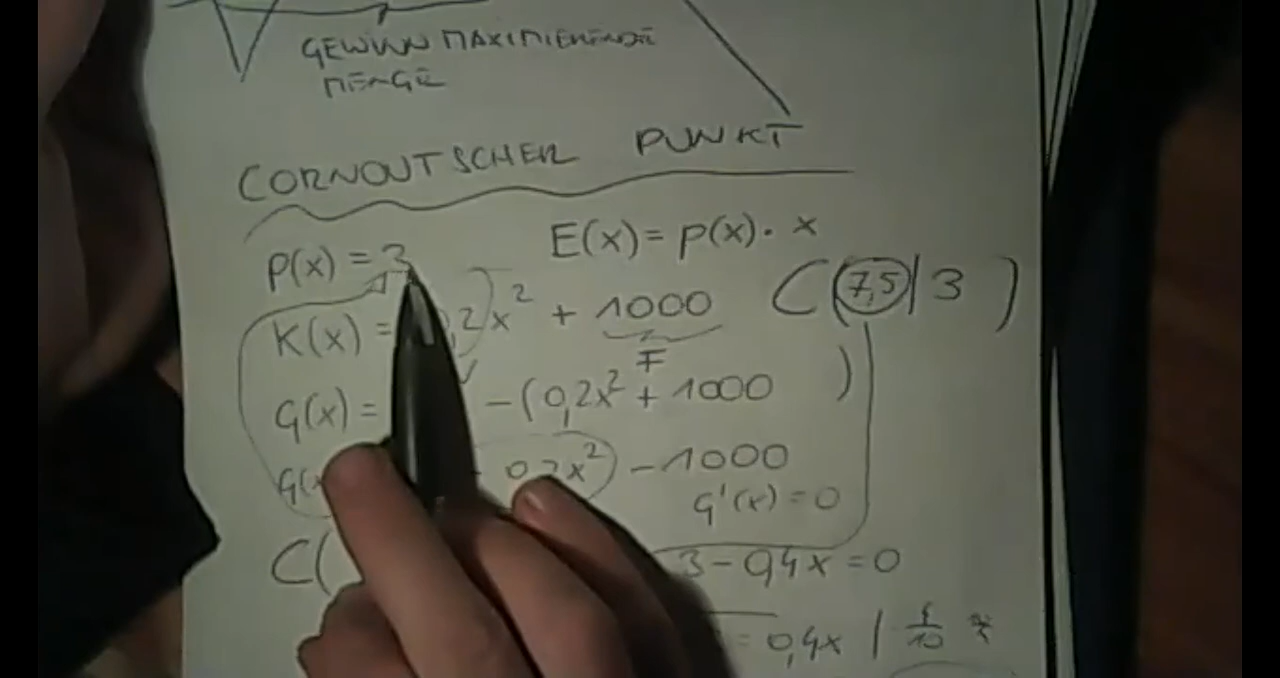 GEWINN MAXIMIERENDE
MENGE
CORNOUTSCHER PUNKT
P(x) = 3
E(x) = p(x) · x
C(7,5|3)
K(x) = ,2x² + 1000
F
G(x) = - (0,2x² + 1000 )
G(x 0,2x²) - 1000
G'(x) = 0
C(
3 - 0,4x = 0
= 0,4x |